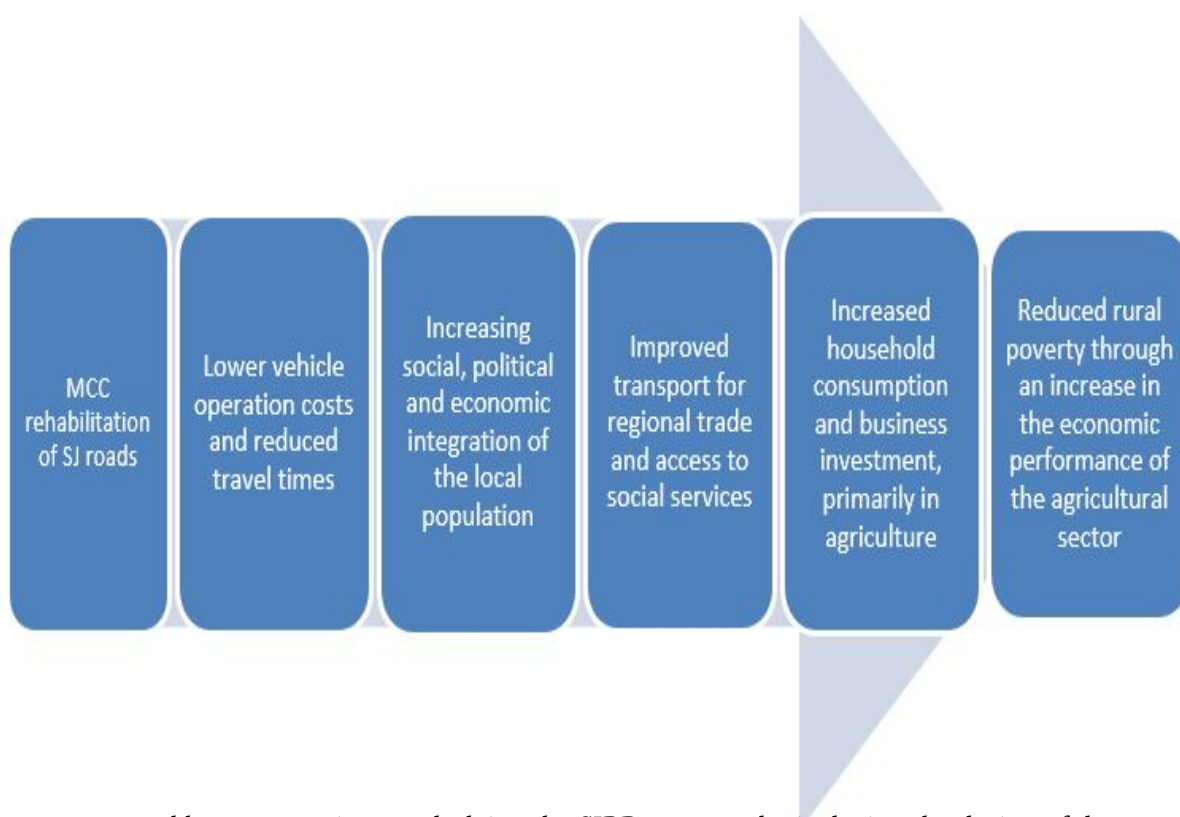 MCC
rehabilitation
of SJ roads
Lower vehicle
operation costs
and reduced
travel times
Increasing
social, political
and economic
integration of
the local
population
Improved
transport for
regional trade
and access to
social services
Increased
household
consumption
and business
investment,
primarily in
agriculture
Reduced rural
poverty through
an increase in
the economic
performance of
the agricultural
sector